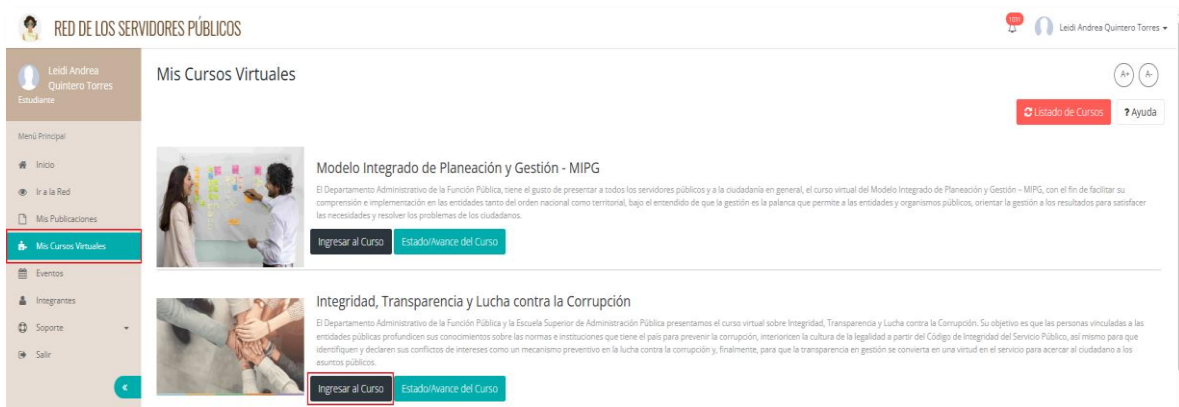 RED DE LOS SERVIDORES PÚBLICOS
Leidi Andrea Quintero Torres
Leidi Andrea
Quintero Torres
Estudiante
Menú Principal
Inicio
Ir a la Red
Mis Publicaciones
Mis Cursos Virtuales
Eventos
Integrantes
Soporte
Salir
Mis Cursos Virtuales
A+ A-
Listado de Cursos
? Ayuda
Modelo Integrado de Planeación y Gestión - MIPG
El Departamento Administrativo de la Función Pública, tiene el gusto de presentar a todos los servidores públicos y a la ciudadanía en general, el curso virtual del Modelo Integrado de Planeación y Gestión – MIPG, con el fin de facilitar su
comprensión e implementación en las entidades tanto del orden nacional como territorial, bajo el entendido de que la gestión es la palanca que permite a las entidades y organismos públicos, orientar la gestión a los resultados para satisfacer
las necesidades y resolver los problemas de los ciudadanos.
Ingresar al Curso Estado/Avance del Curso
Integridad, Transparencia y Lucha contra la Corrupción
El Departamento Administrativo de la Función Pública y la Escuela Superior de Administración Pública presentamos el curso virtual sobre Integridad, Transparencia y Lucha contra la Corrupción. Su objetivo es que las personas vinculadas a las
entidades públicas profundicen sus conocimientos sobre las normas e instituciones que tiene el país para prevenir la corrupción, interioricen la cultura de la legalidad a partir del Código de Integridad del Servicio Público, así mismo para que
identifiquen y declaren sus conflictos de intereses como un mecanismo preventivo en la lucha contra la corrupción y, finalmente, para que la transparencia en gestión se convierta en una virtud en el servicio para acercar al ciudadano a los
asuntos públicos.
Ingresar al Curso Estado/Avance del Curso